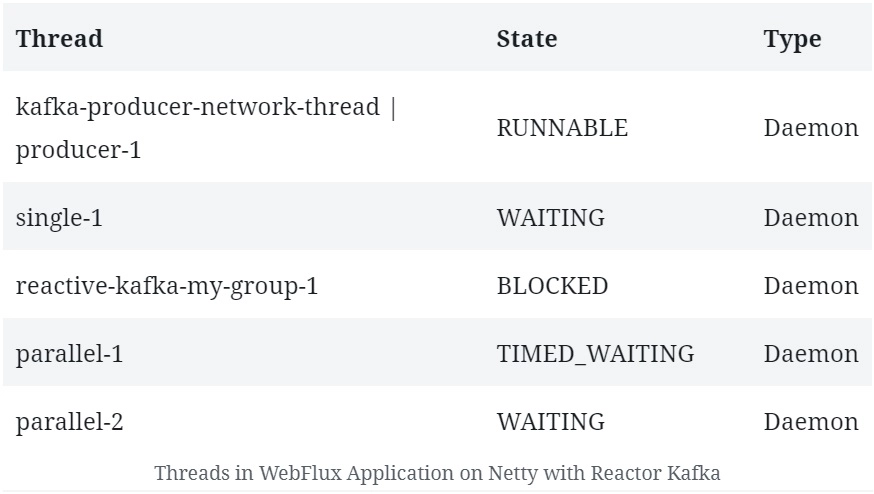 Thread State Type
kafka-producer-network-thread |
producer-1 RUNNABLE Daemon
single-1 WAITING Daemon
reactive-kafka-my-group-1 BLOCKED Daemon
parallel-1 TIMED_WAITING Daemon
parallel-2 WAITING Daemon
Threads in WebFlux Application on Netty with Reactor Kafka